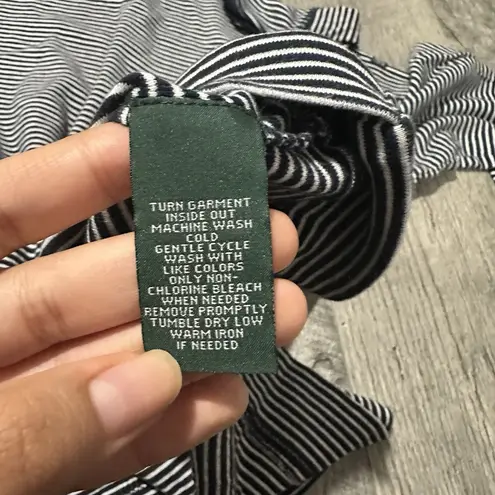 TURN GARMENT
INSIDE OUT
MACHINE WASH
COLD
GENTLE CYCLE
WASH WITH
LIKE COLORS
ONLY NON-
CHLORINE BLEACH
WHEN NEEDED
REMOVE PROMPTLY
TUMBLE DRY LOW
WARM IRON
IF NEEDED